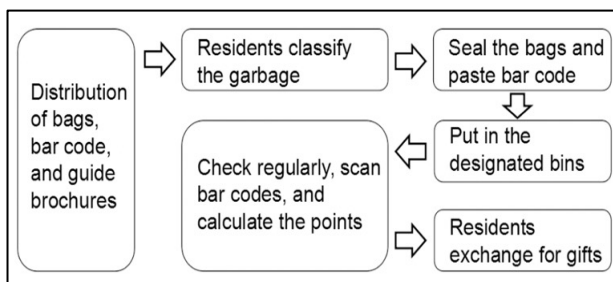 Distribution
of bags,
bar code,
and guide
brochures
Residents classify
the garbage
Seal the bags and
paste bar code
Put in the
designated bins
Check regularly, scan
bar codes, and
calculate the points
Residents
exchange for gifts